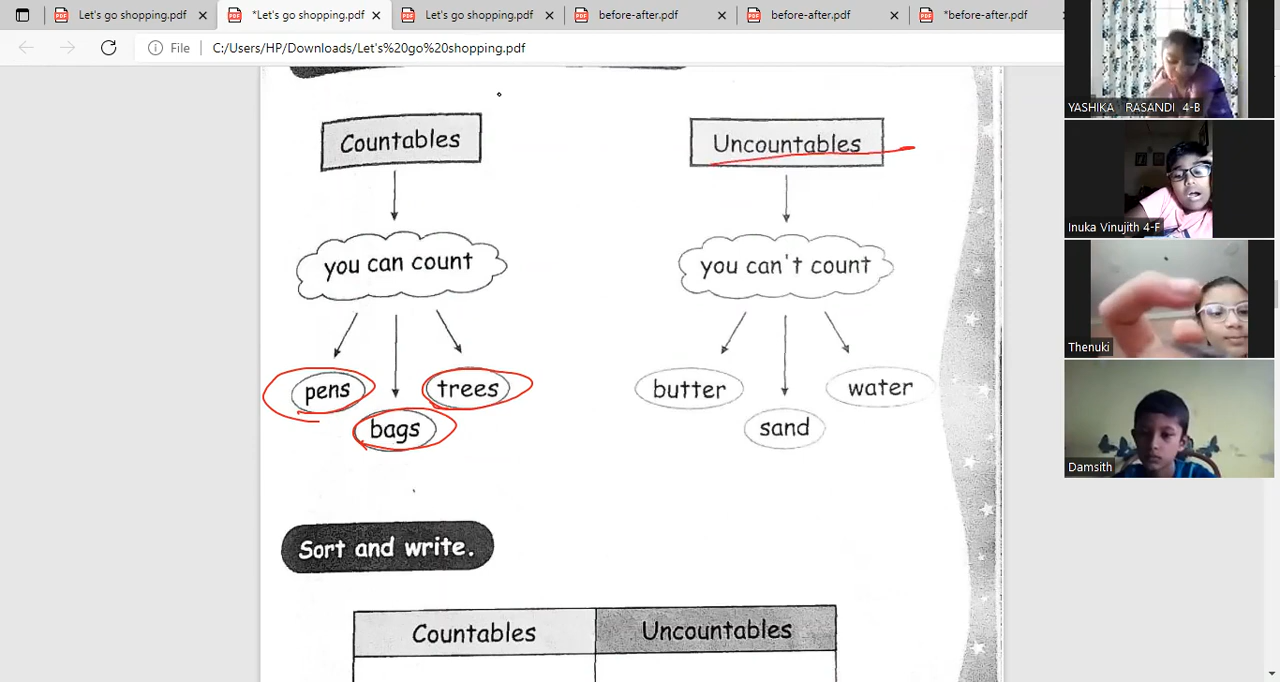 Let's go shopping.pdf
*Let's go shopping.pdf
Let's go shopping.pdf
before-after.pdf
before-after.pdf
*before-after.pdf
File
C:/Users/HP/Downloads/Let's%20go%20shopping.pdf
Countables
Uncountables
you can count
you can't count
pens
trees
bags
butter
water
sand
Sort and write.
Countables
Uncountables
YASHIKA RASANDI 4-B
Inuka Vinujith 4-F
Thenuki
Damsith